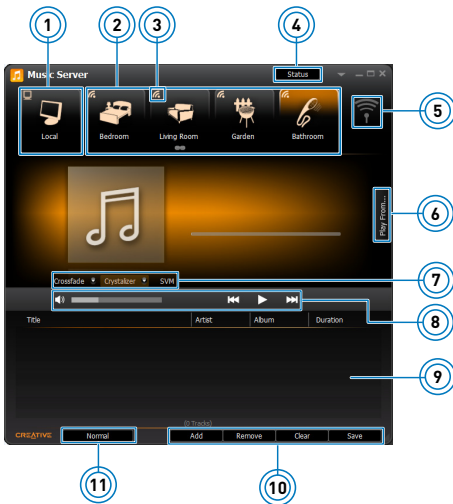 1 2 3 4
Music Server Status
Local Bedroom Living Room Garden Bathroom
5
Play From...
6
Crossfade Crystalizer SVM
7
8
Title Artist Album Duration
9
(0 Tracks)
CREATIVE Normal Add Remove Clear Save
11 10